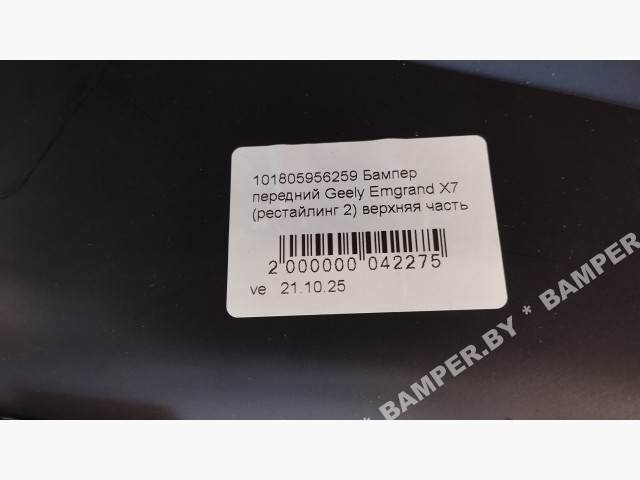 101805956259 Бампер
передний Geely Emgrand X7
(рестайлинг 2) верхняя часть
2 000000 042275
ve 21.10.25
* BAMPER.BY * BAMPER.